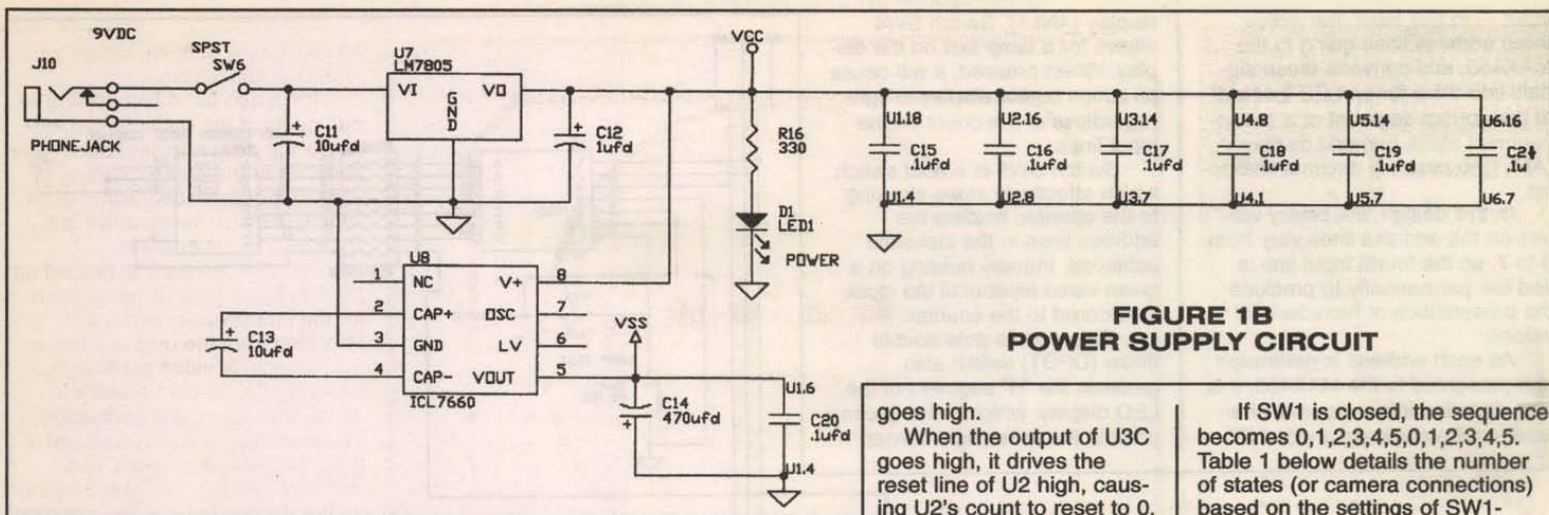 9VDC
J10
PHONEJACK
SPST
SW6
C11
10ufd
U7
LM7805
VI
GND
VO
C12
1ufd
VCC
R16
330
D1
LED1
POWER
U1.18
C15
.1ufd
U1.4
U2.16
C16
.1ufd
U2.8
U3.14
C17
.1ufd
U3.7
U4.8
C18
.1ufd
U4.1
U5.14
C19
.1ufd
U5.7
U6.18
.1u
U6.7
U8
1 NC V+ 8
2 CAP+ OSC 7
3 GND LV 6
4 CAP- VOUT 5
ICL7660
C13
10ufd
VSS
C14
470ufd
U1.6
C20
.1ufd
U1.4
FIGURE 1B
POWER SUPPLY CIRCUIT
goes high.
When the output of U3C
goes high, it drives the
reset line of U2 high, caus-
ing U2's count to reset to 0.
If SW1 is closed, the sequence
becomes 0,1,2,3,4,5,0,1,2,3,4,5.
Table 1 below details the number
of states (or camera connections)
based on the settings of SW1-